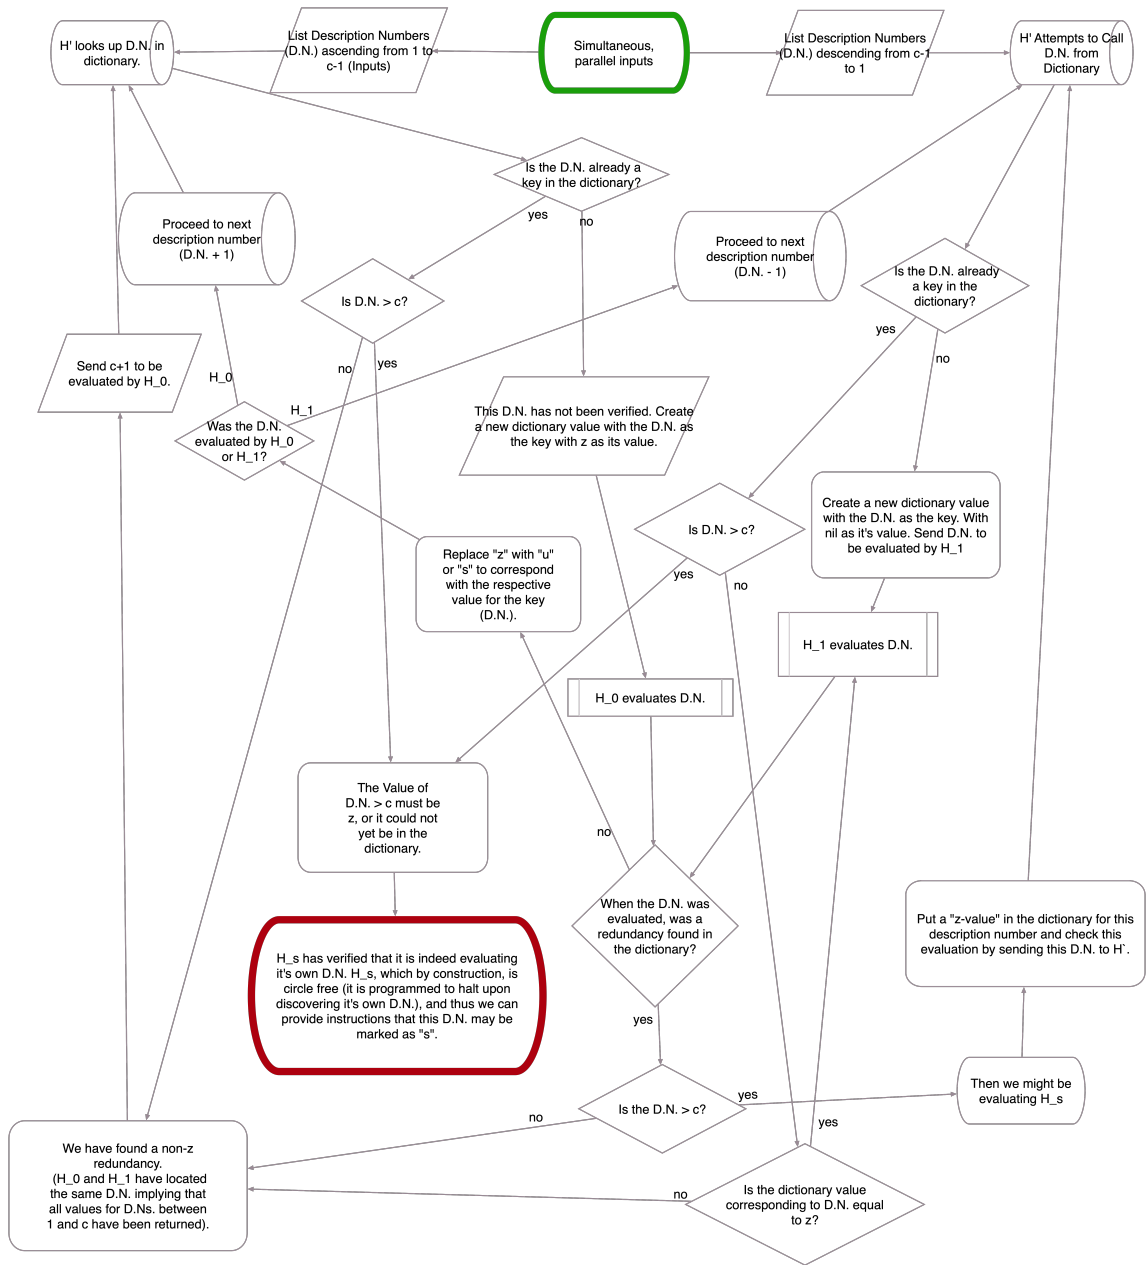 H' looks up D.N. in
dictionary.
List Description Numbers
(D.N.) ascending from 1 to
c-1 (Inputs)
Simultaneous,
parallel inputs
List Description Numbers
(D.N.) descending from c-1
to 1
H' Attempts to Call
D.N. from
Dictionary
Is the D.N. already a
key in the dictionary?
yes
no
Proceed to next
description number
(D.N. + 1)
Proceed to next
description number
(D.N. - 1)
Is the D.N. already
a key in the
dictionary?
Is D.N. > c?
yes
no
no
yes
Send c+1 to be
evaluated by H_0.
H_0
H_1
Was the D.N.
evaluated by H_0
or H_1?
This D.N. has not been verified. Create
a new dictionary value with the D.N. as
the key with z as its value.
Is D.N. > c?
Create a new dictionary value
with the D.N. as the key. With
nil as it's value. Send D.N. to
be evaluated by H_1
Replace "z" with "u"
or "s" to correspond
with the respective
value for the key
(D.N.).
yes
no
H_1 evaluates D.N.
H_0 evaluates D.N.
The Value of
D.N. > c must be
z, or it could not
yet be in the
dictionary.
no
When the D.N. was
evaluated, was a
redundancy found in
the dictionary?
Put a "z-value" in the dictionary for this
description number and check this
evaluation by sending this D.N. to H`.
H_s has verified that it is indeed evaluating
it's own D.N. H_s, which by construction, is
circle free (it is programmed to halt upon
discovering it's own D.N.), and thus we can
provide instructions that this D.N. may be
marked as "s".
yes
Is the D.N. > c?
yes
no
Then we might be
evaluating H_s
yes
We have found a non-z
redundancy.
(H_0 and H_1 have located
the same D.N. implying that
all values for D.Ns. between
1 and c have been returned).
no
Is the dictionary value
corresponding to D.N. equal
to z?